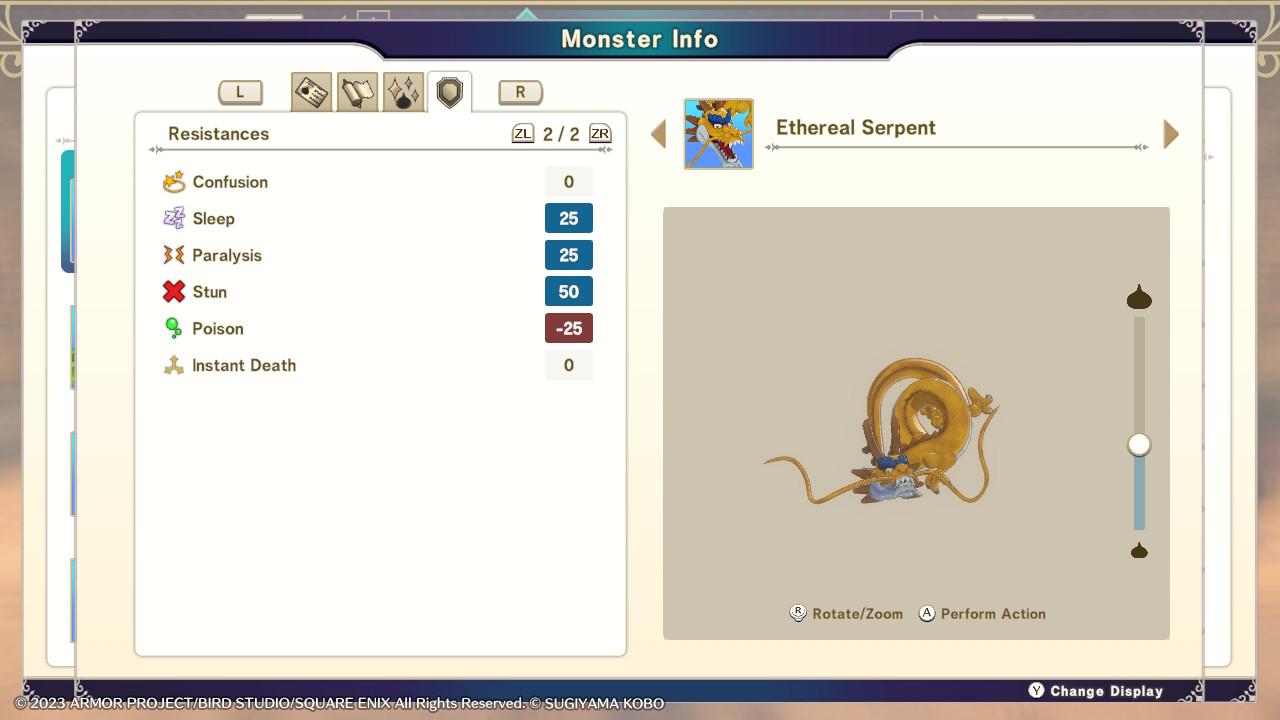 Monster Info
L
R
Resistances
ZL 2 / 2 ZR
Confusion 0
Sleep 25
Paralysis 25
Stun 50
Poison -25
Instant Death 0
Ethereal Serpent
R Rotate/Zoom A Perform Action
Y Change Display
© 2023 ARMOR PROJECT/BIRD STUDIO/SQUARE ENIX All Rights Reserved. © SUGIYAMA KOBO